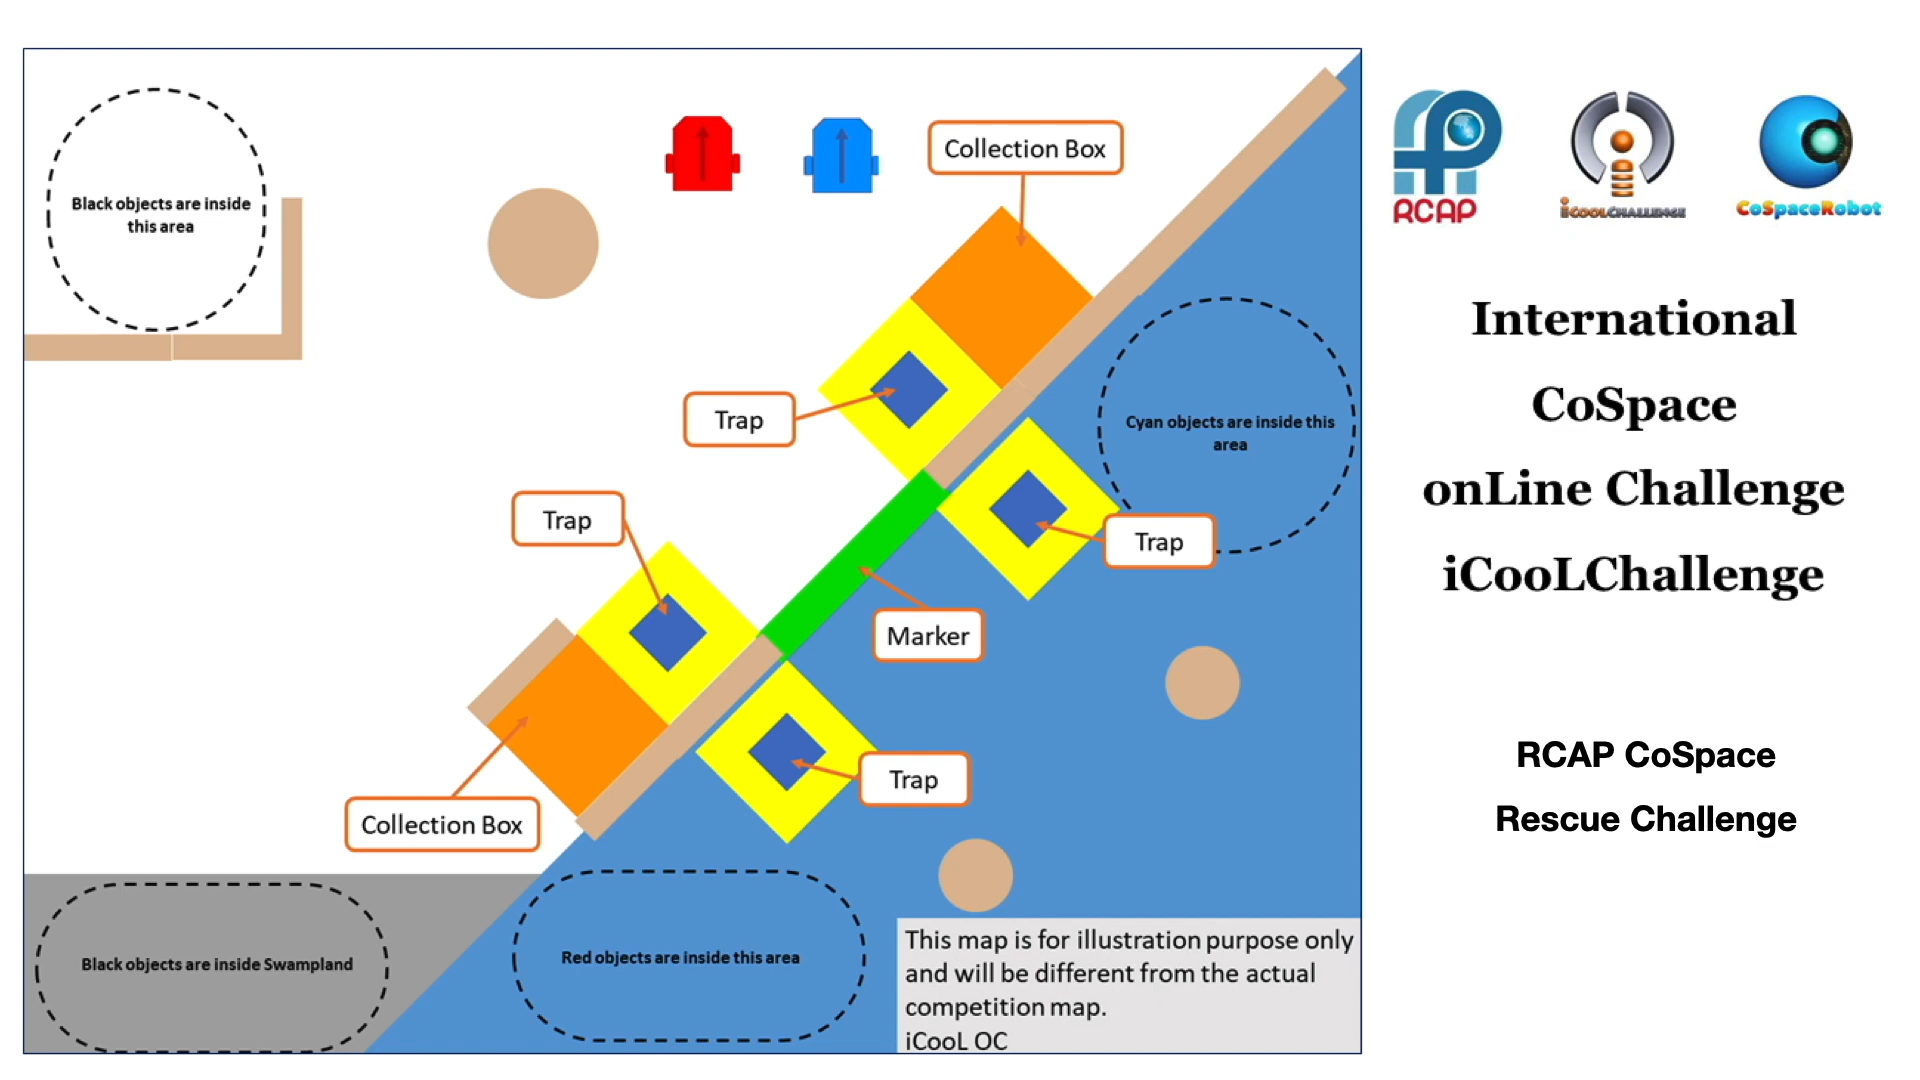 Black objects are inside
this area
Collection Box
Trap
Cyan objects are inside this
area
Trap
Trap
Marker
Trap
Collection Box
Black objects are inside Swampland
Red objects are inside this area
This map is for illustration purpose only
and will be different from the actual
competition map.
iCooL OC
RCAP
iCOOLCHALLENGE
CoSpaceRobot
International
CoSpace
onLine Challenge
iCooLChallenge
RCAP CoSpace
Rescue Challenge